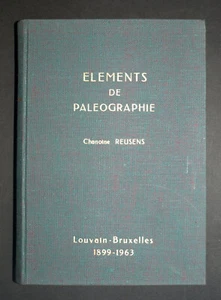 ELEMENTS
DE
PALEOGRAPHIE
Chanoine REUSENS
Louvain-Bruxelles
1899-1963